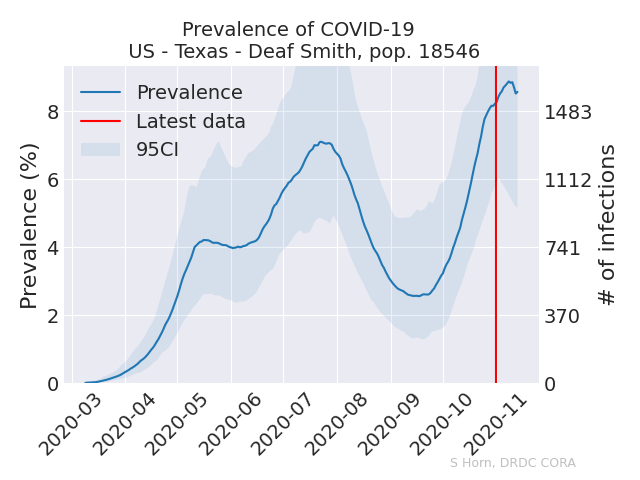 Prevalence of COVID-19
US - Texas - Deaf Smith, pop. 18546
Prevalence
Latest data
95CI
Prevalence (%)
8
6
4
2
0
1483
1112
741
370
0
# of infections
2020-03
2020-04
2020-05
2020-06
2020-07
2020-08
2020-09
2020-10
2020-11
S Horn, DRDC CORA